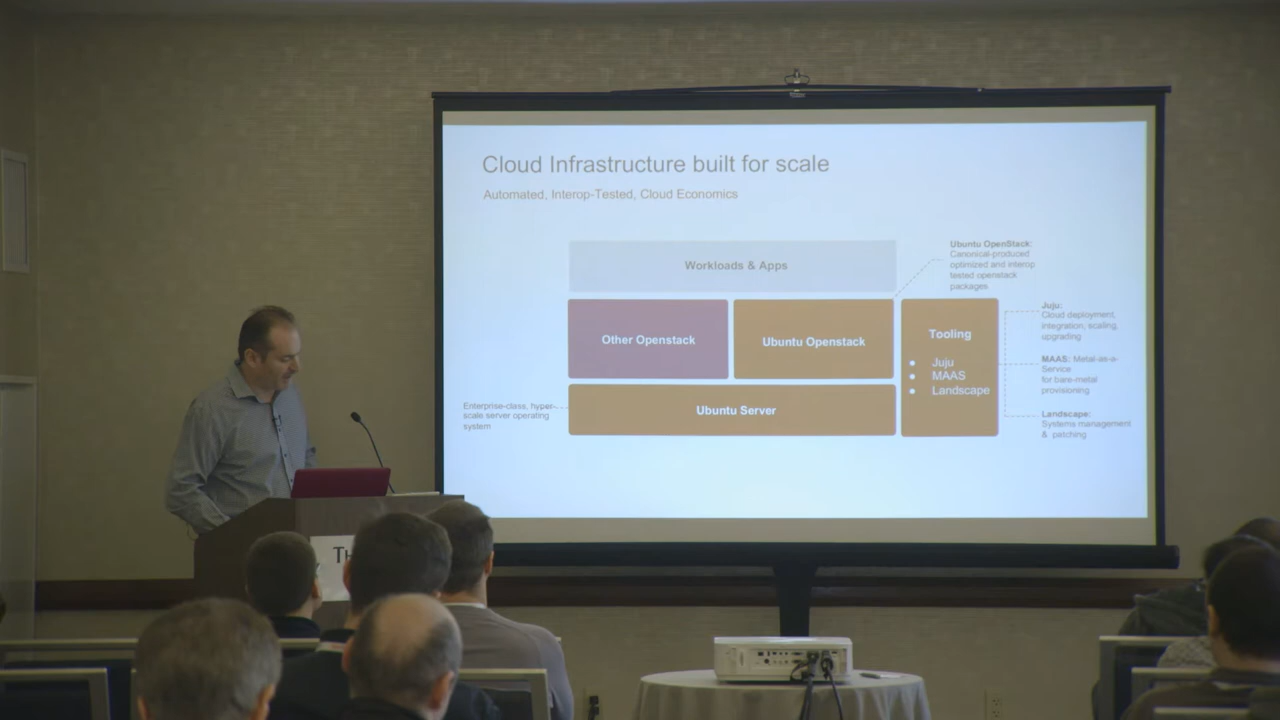 Cloud Infrastructure built for scale
Automated, Interop-Tested, Cloud Economics
Workloads & Apps
Other Openstack
Ubuntu Openstack
Ubuntu Server
Tooling
• Juju
• MAAS
• Landscape
Ubuntu OpenStack:
Canonical-produced
optimized and interop
tested openstack
packages
Juju:
Cloud deployment,
integration, scaling,
upgrading
MAAS: Metal-as-a-
Service
for bare-metal
provisioning
Landscape:
Systems management
& patching
Enterprise-class, hyper-
scale server operating
system